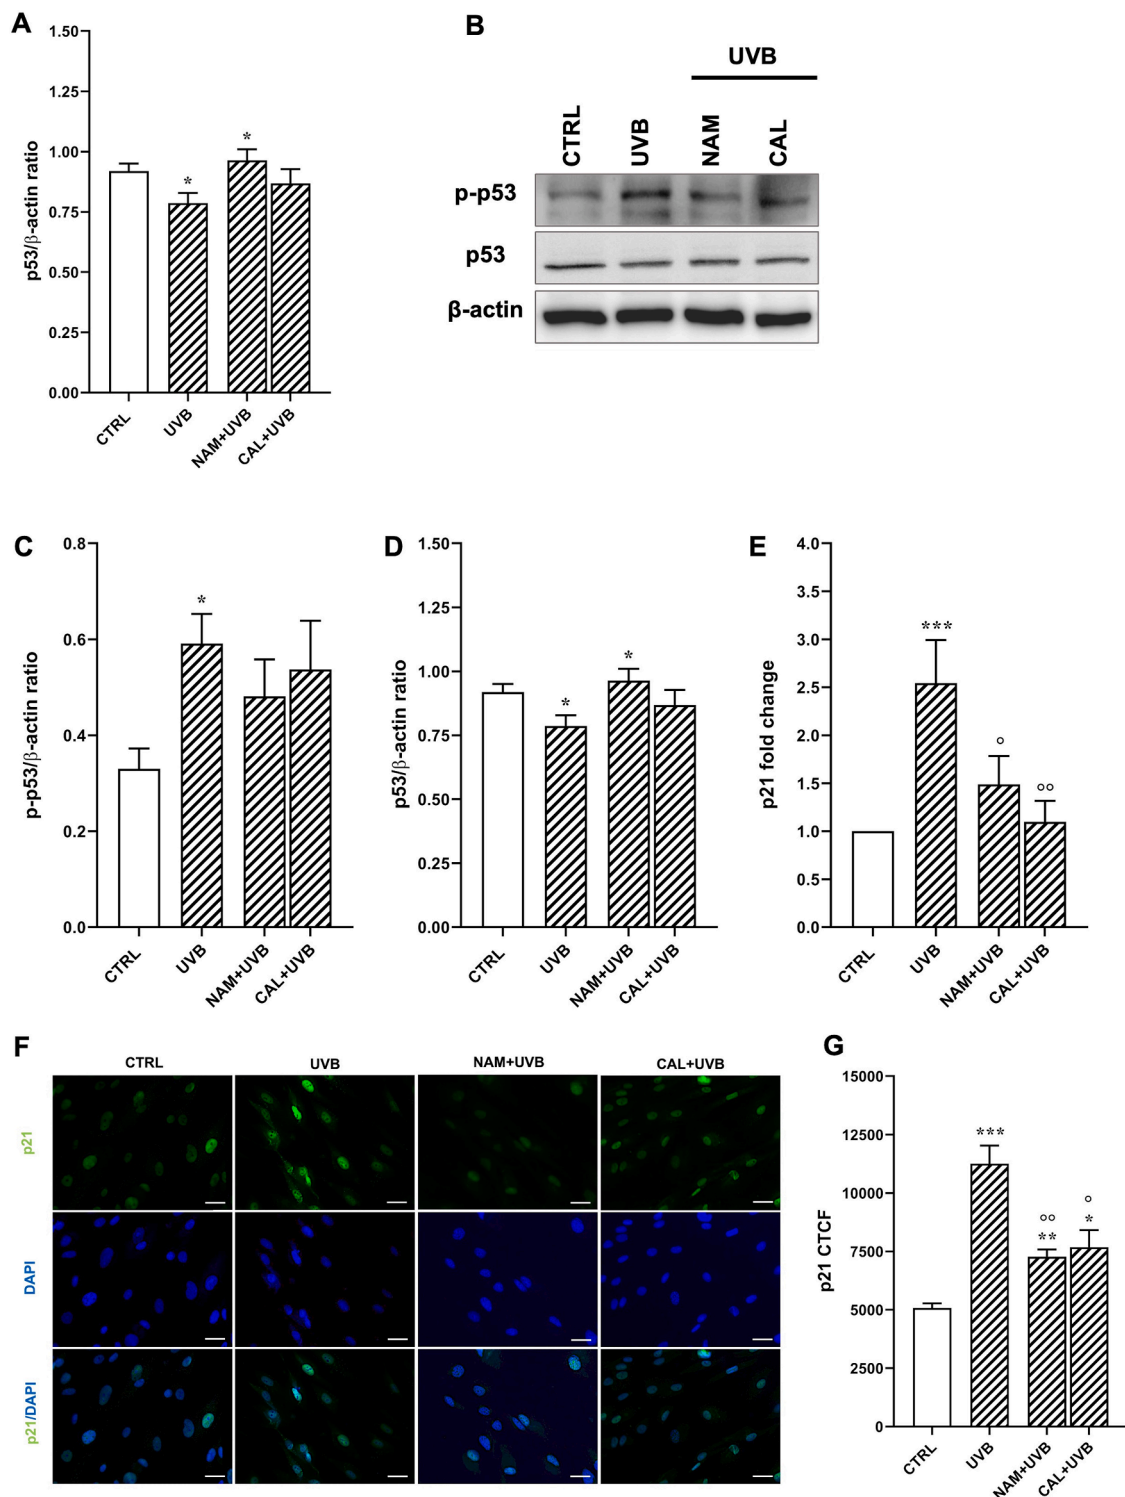 A
1.50
1.25
1.00
0.75
0.50
0.25
0.00
p53/β-actin ratio
*
*
CTRL
UVB
NAM+UVB
CAL+UVB
B
UVB
CTRL
UVB
NAM
CAL
p-p53
p53
β-actin
C
0.8
0.6
0.4
0.2
0.0
p-p53/β-actin ratio
*
CTRL
UVB
NAM+UVB
CAL+UVB
D
1.50
1.25
1.00
0.75
0.50
0.25
0.00
p53/β-actin ratio
*
*
CTRL
UVB
NAM+UVB
CAL+UVB
E
4.0
3.5
3.0
2.5
2.0
1.5
1.0
0.5
0.0
p21 fold change
***
°
°°
CTRL
UVB
NAM+UVB
CAL+UVB
F
CTRL
UVB
NAM+UVB
CAL+UVB
p21
DAPI
p21/DAPI
G
15000
12500
10000
7500
5000
2500
0
p21 CTCF
***
°°
**
°
*
CTRL
UVB
NAM+UVB
CAL+UVB